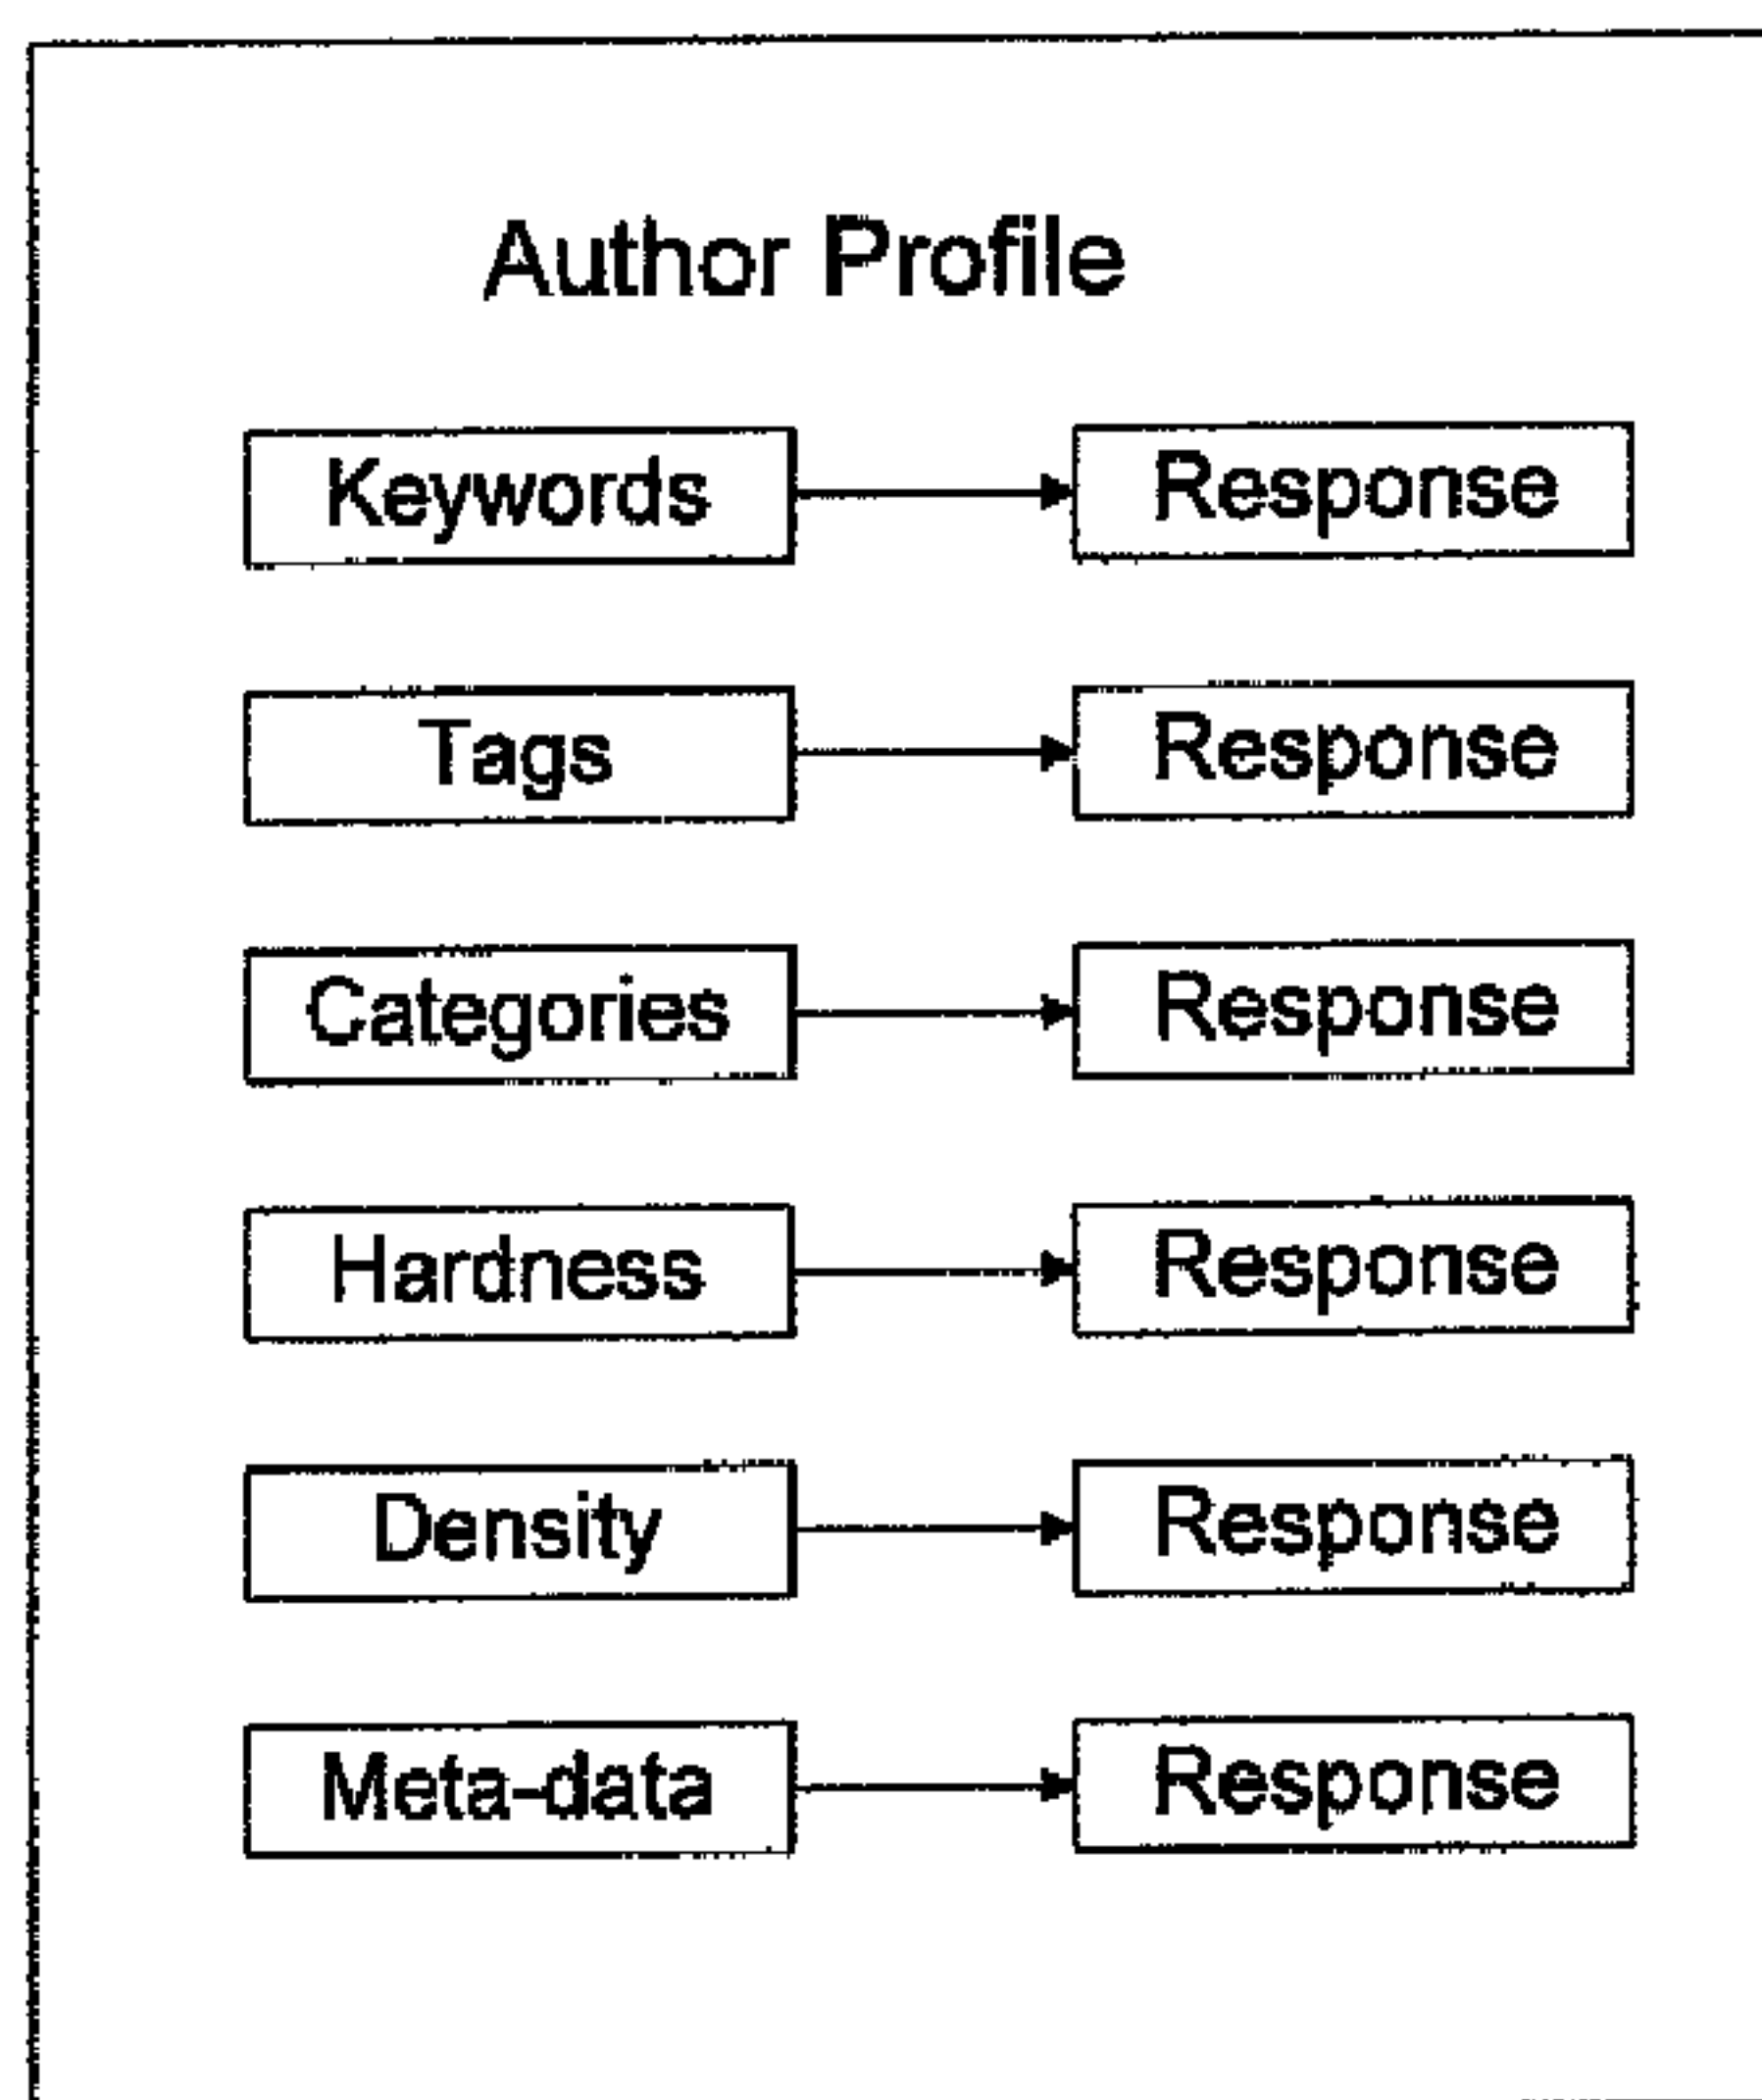 Author Profile
Keywords Response
Tags Response
Categories Response
Hardness Response
Density Response
Meta-data Response